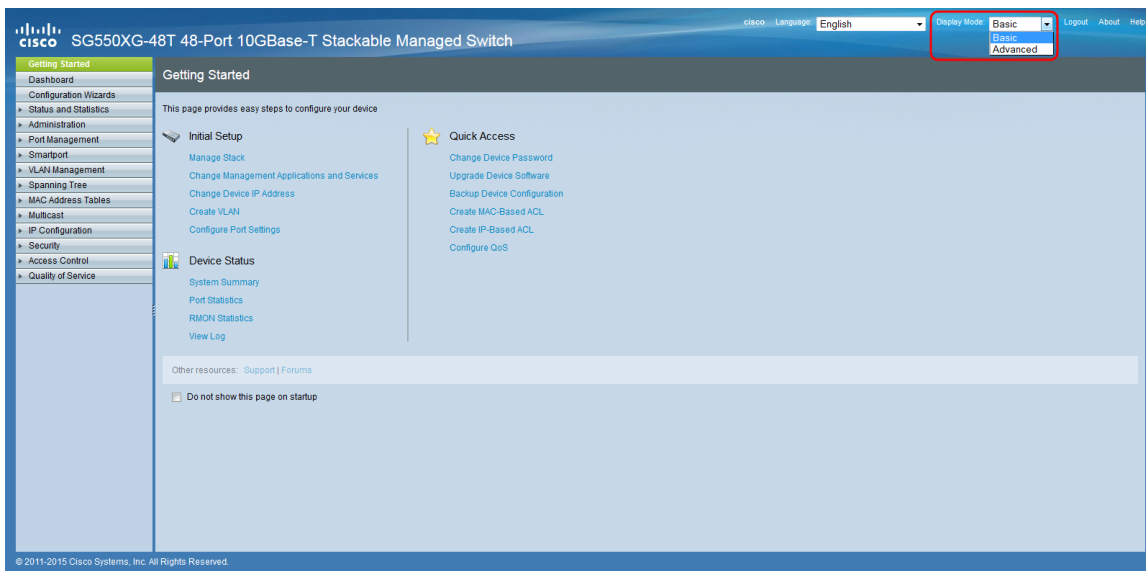 cisco Language: English Display Mode: Basic Logout About Help
Basic
Advanced
CISCO SG550XG-48T 48-Port 10GBase-T Stackable Managed Switch
Getting Started
Dashboard
Configuration Wizards
Status and Statistics
Administration
Port Management
Smartport
VLAN Management
Spanning Tree
MAC Address Tables
Multicast
IP Configuration
Security
Access Control
Quality of Service
Getting Started
This page provides easy steps to configure your device
Initial Setup
Manage Stack
Change Management Applications and Services
Change Device IP Address
Create VLAN
Configure Port Settings
Device Status
System Summary
Port Statistics
RMON Statistics
View Log
Quick Access
Change Device Password
Upgrade Device Software
Backup Device Configuration
Create MAC-Based ACL
Create IP-Based ACL
Configure QoS
Other resources: Support | Forums
Do not show this page on startup
© 2011-2015 Cisco Systems, Inc. All Rights Reserved.